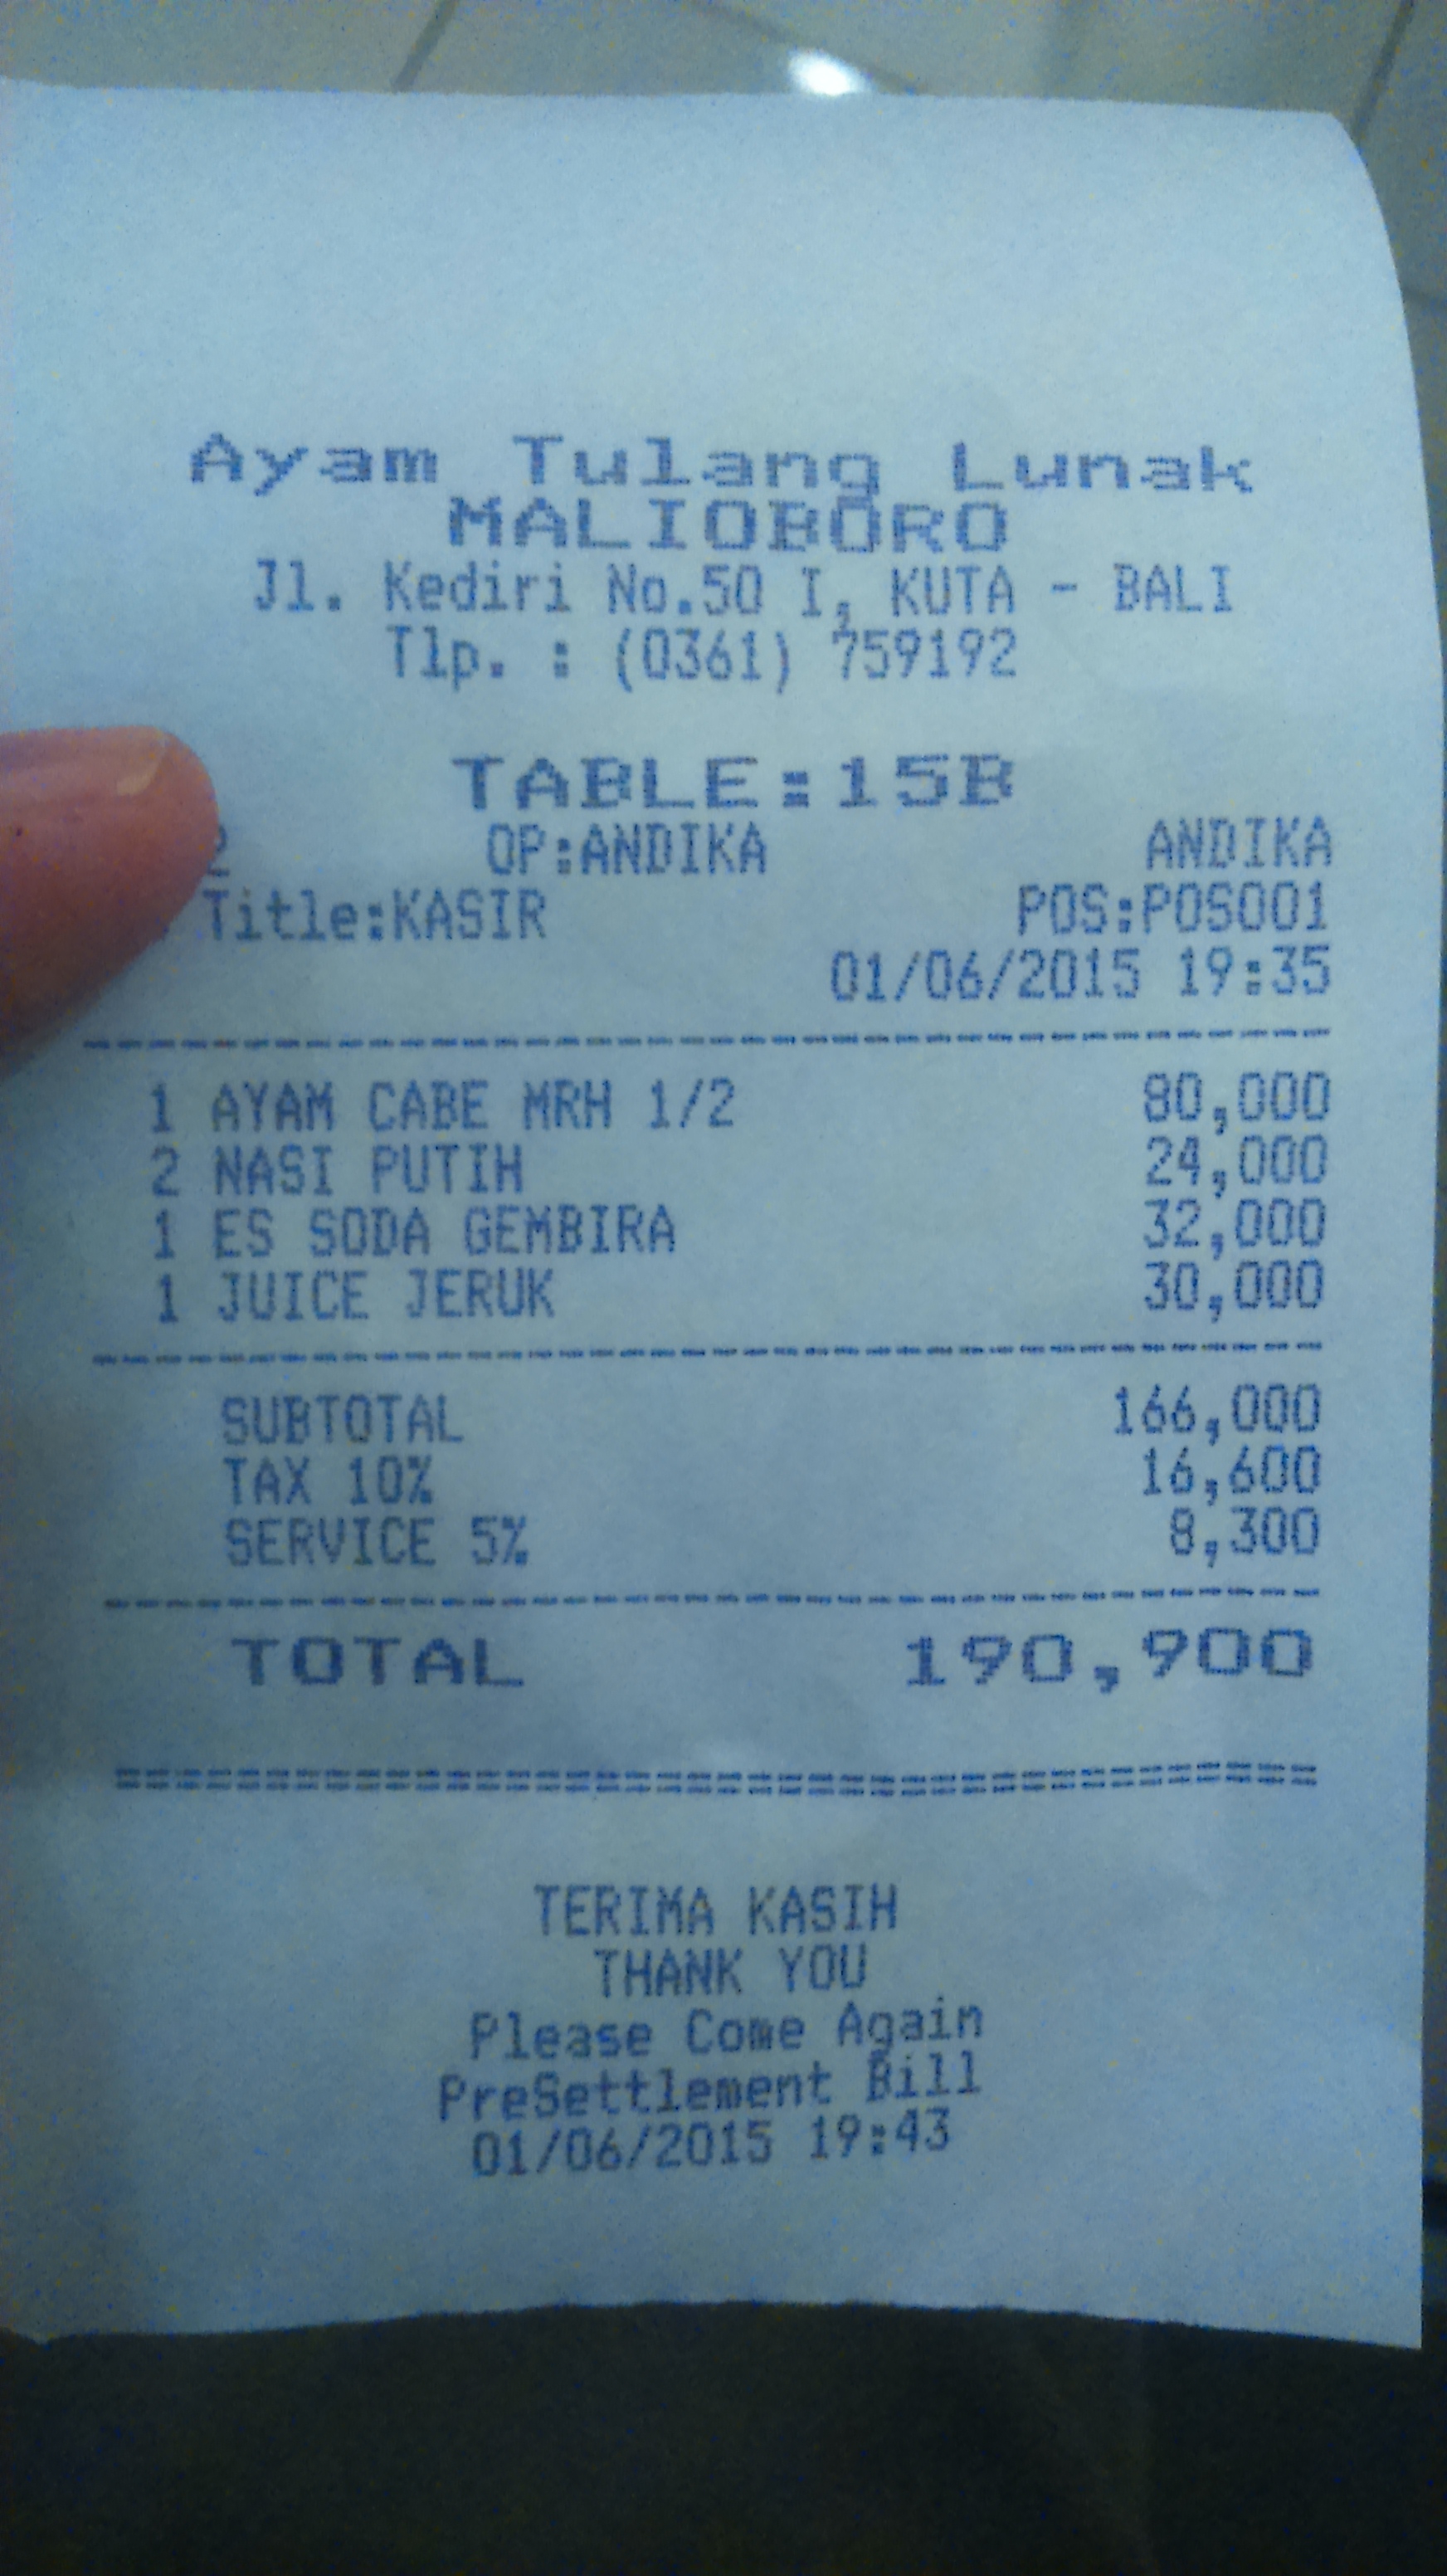 Ayam Tulang Lunak
MALIOBORO
Jl. Kediri No.50 I, KUTA - BALI
Tlp. : (0361) 759192
TABLE:15B
OP:ANDIKA ANDIKA
Title:KASIR POS:POS001
01/06/2015 19:35
1 AYAM CABE MRH 1/2 80,000
2 NASI PUTIH 24,000
1 ES SODA GEMBIRA 32,000
1 JUICE JERUK 30,000
SUBTOTAL 166,000
TAX 10% 16,600
SERVICE 5% 8,300
TOTAL 190,900
TERIMA KASIH
THANK YOU
Please Come Again
PreSettlement Bill
01/06/2015 19:43